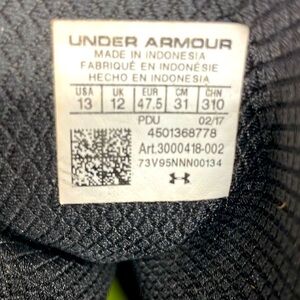 UNDER ARMOUR
MADE IN INDONESIA
FABRIQUÉ EN INDONÉSIE
HECHO EN INDONESIA
USA UK EUR CM CHN
13 12 47.5 31 310
PDU 02/17
4501368778
Art.3000418-002
73V95NNN00134